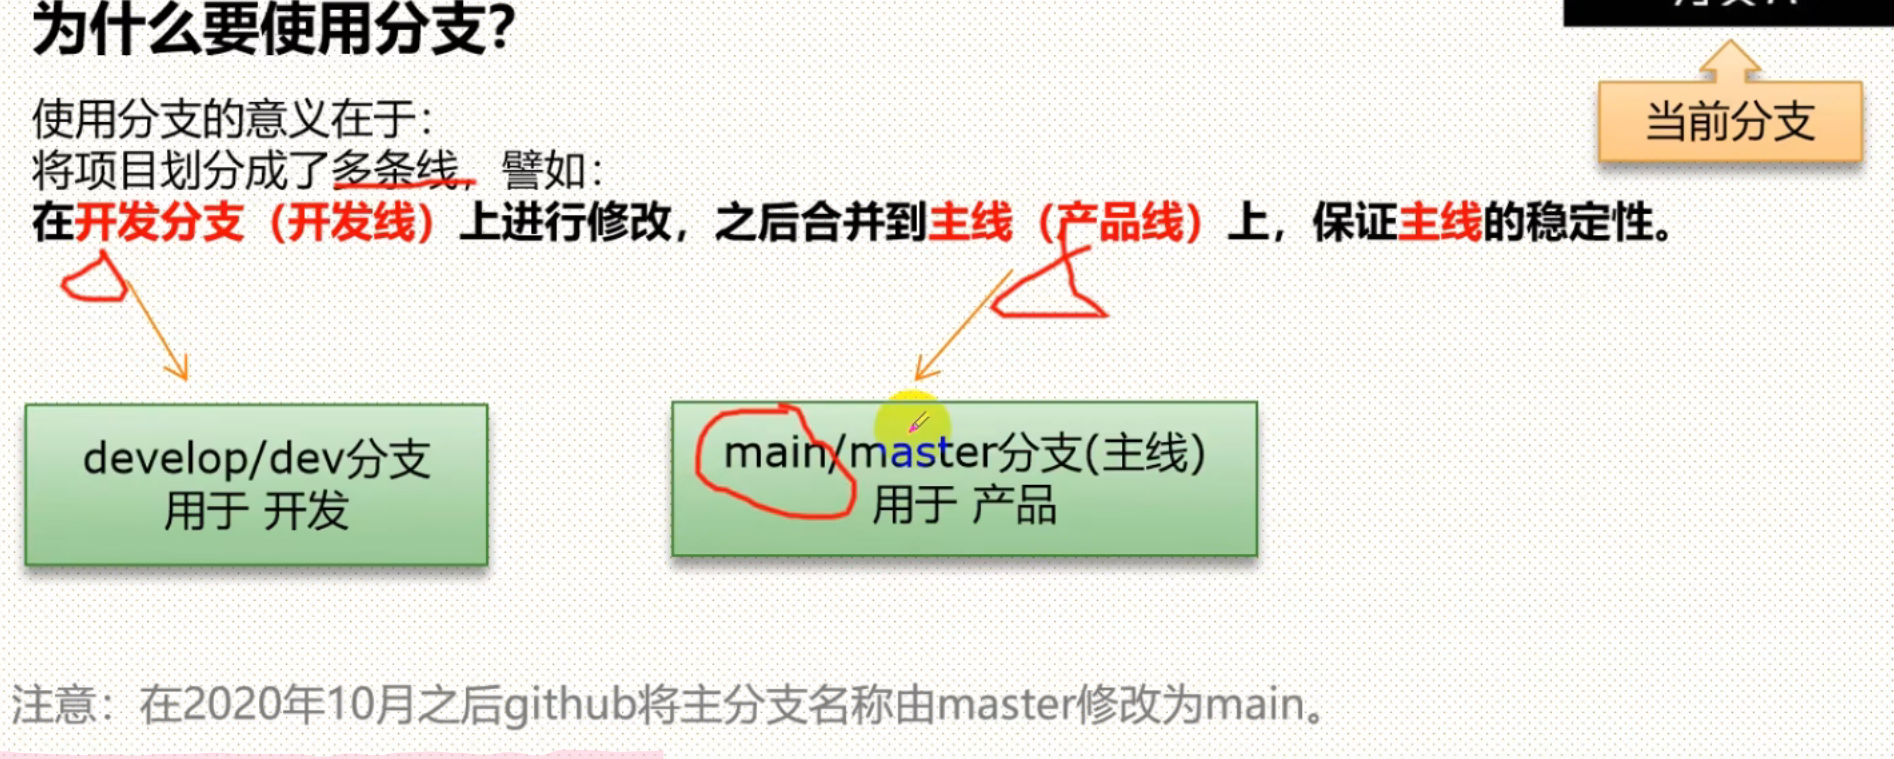 为什么要使用分支？
当前分支
使用分支的意义在于：
将项目划分成了多条线，譬如：
在开发分支（开发线）上进行修改，之后合并到主线（产品线）上，保证主线的稳定性。
develop/dev分支
用于 开发
main/master分支(主线)
用于 产品
注意：在2020年10月之后github将主分支名称由master修改为main。